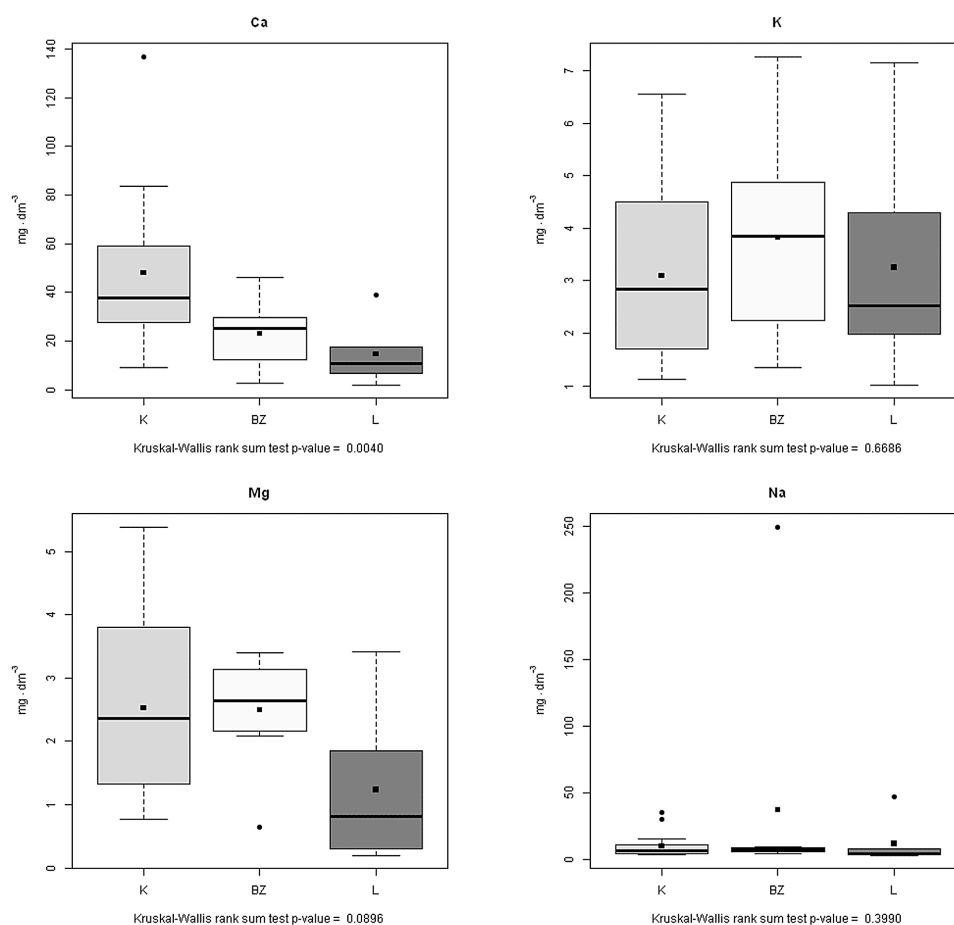 Ca
mg · dm⁻³
140
120
100
80
60
40
20
0
K BZ L
Kruskal-Wallis rank sum test p-value = 0.0040
K
mg · dm⁻³
7
6
5
4
3
2
1
K BZ L
Kruskal-Wallis rank sum test p-value = 0.6686
Mg
mg · dm⁻³
5
4
3
2
1
0
K BZ L
Kruskal-Wallis rank sum test p-value = 0.0896
Na
mg · dm⁻³
250
200
150
100
50
0
K BZ L
Kruskal-Wallis rank sum test p-value = 0.3990